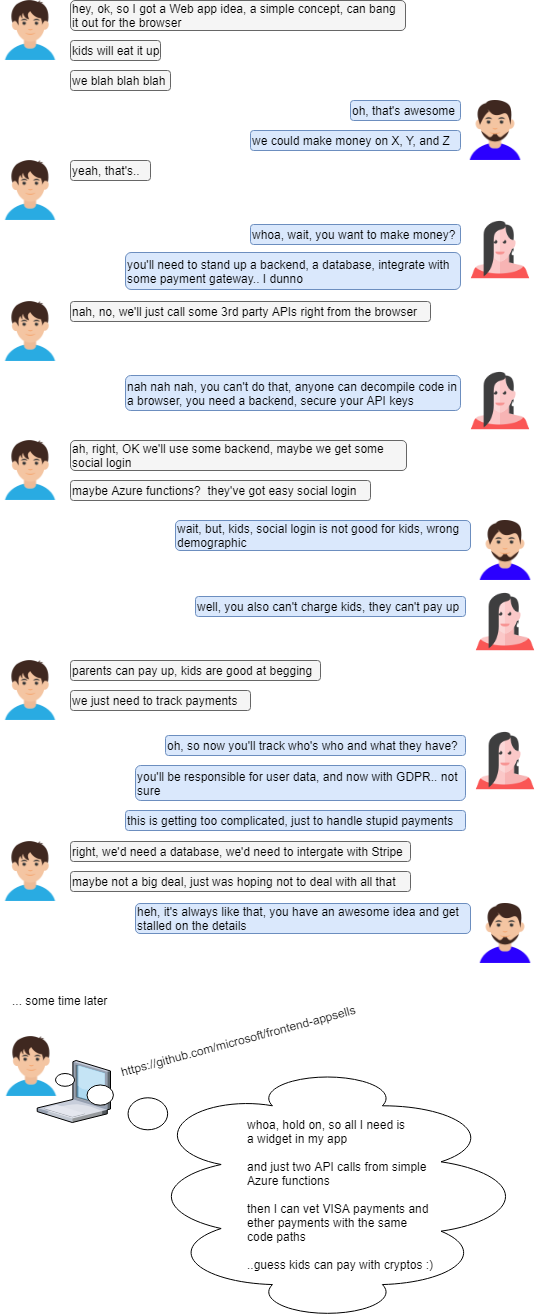 hey, ok, so I got a Web app idea, a simple concept, can bang
it out for the browser
kids will eat it up
we blah blah blah
oh, that's awesome
we could make money on X, Y, and Z
yeah, that's..
whoa, wait, you want to make money?
you'll need to stand up a backend, a database, integrate with
some payment gateway.. I dunno
nah, no, we'll just call some 3rd party APIs right from the browser
nah nah nah, you can't do that, anyone can decompile code in
a browser, you need a backend, secure your API keys
ah, right, OK we'll use some backend, maybe we get some
social login
maybe Azure functions?  they've got easy social login
wait, but, kids, social login is not good for kids, wrong
demographic
well, you also can't charge kids, they can't pay up
parents can pay up, kids are good at begging
we just need to track payments
oh, so now you'll track who's who and what they have?
you'll be responsible for user data, and now with GDPR.. not
sure
this is getting too complicated, just to handle stupid payments
right, we'd need a database, we'd need to intergate with Stripe
maybe not a big deal, just was hoping not to deal with all that
heh, it's always like that, you have an awesome idea and get
stalled on the details
... some time later
https://github.com/microsoft/frontend-appsells
whoa, hold on, so all I need is
a widget in my app
and just two API calls from simple
Azure functions
then I can vet VISA payments and
ether payments with the same
code paths
..guess kids can pay with cryptos :)